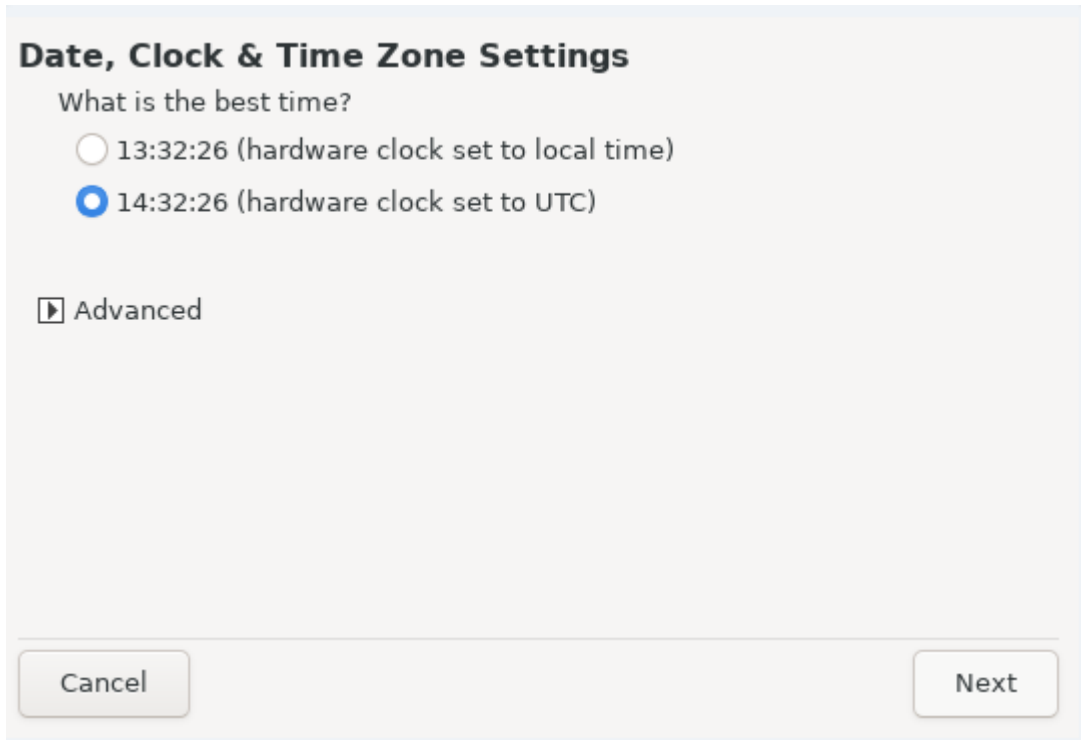 Date, Clock & Time Zone Settings
What is the best time?
13:32:26 (hardware clock set to local time)
14:32:26 (hardware clock set to UTC)
Advanced
Cancel
Next